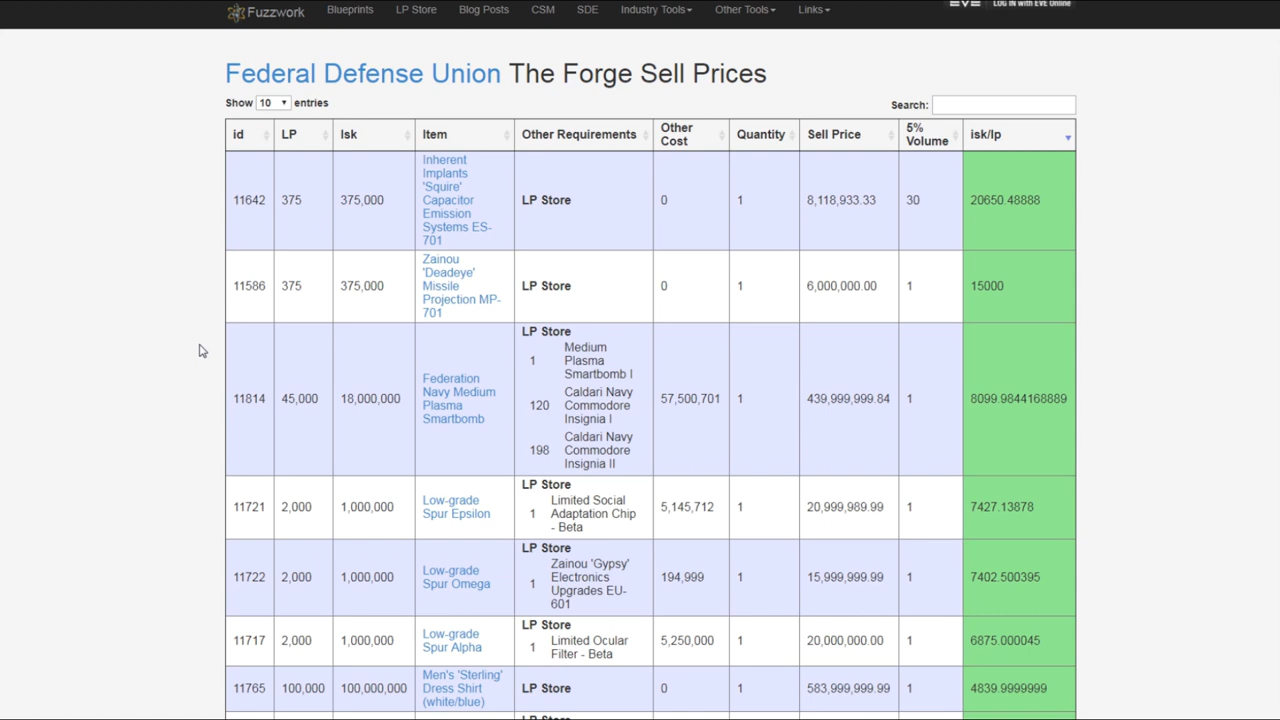 Fuzzwork Blueprints LP Store Blog Posts CSM SDE Industry Tools Other Tools Links LOG IN with EVE Online
Federal Defense Union The Forge Sell Prices
Show 10 entries Search:
id LP Isk Item Other Requirements Other Cost Quantity Sell Price 5% Volume isk/lp
11642 375 375,000 Inherent Implants 'Squire' Capacitor Emission Systems ES-701 LP Store 0 1 8,118,933.33 30 20650.48888
11586 375 375,000 Zainou 'Deadeye' Missile Projection MP-701 LP Store 0 1 6,000,000.00 1 15000
11814 45,000 18,000,000 Federation Navy Medium Plasma Smartbomb LP Store 1 Medium Plasma Smartbomb I 120 Caldari Navy Commodore Insignia I 198 Caldari Navy Commodore Insignia II 57,500,701 1 439,999,999.84 1 8099.9844168889
11721 2,000 1,000,000 Low-grade Spur Epsilon LP Store 1 Limited Social Adaptation Chip - Beta 5,145,712 1 20,999,989.99 1 7427.13878
11722 2,000 1,000,000 Low-grade Spur Omega LP Store 1 Zainou 'Gypsy' Electronics Upgrades EU-601 194,999 1 15,999,999.99 1 7402.500395
11717 2,000 1,000,000 Low-grade Spur Alpha LP Store 1 Limited Ocular Filter - Beta 5,250,000 1 20,000,000.00 1 6875.000045
11765 100,000 100,000,000 Men's 'Sterling' Dress Shirt (white/blue) LP Store 0 1 583,999,999.99 1 4839.9999999